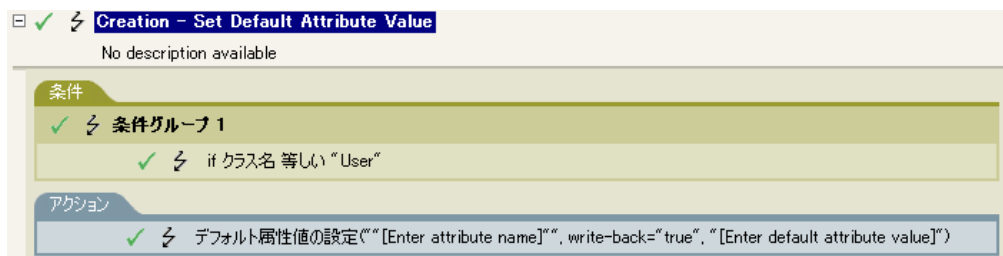 Creation - Set Default Attribute Value
No description available
条件
条件グループ 1
if クラス名 等しい "User"
アクション
デフォルト属性値の設定(""[Enter attribute name]"", write-back="true", "[Enter default attribute value]")